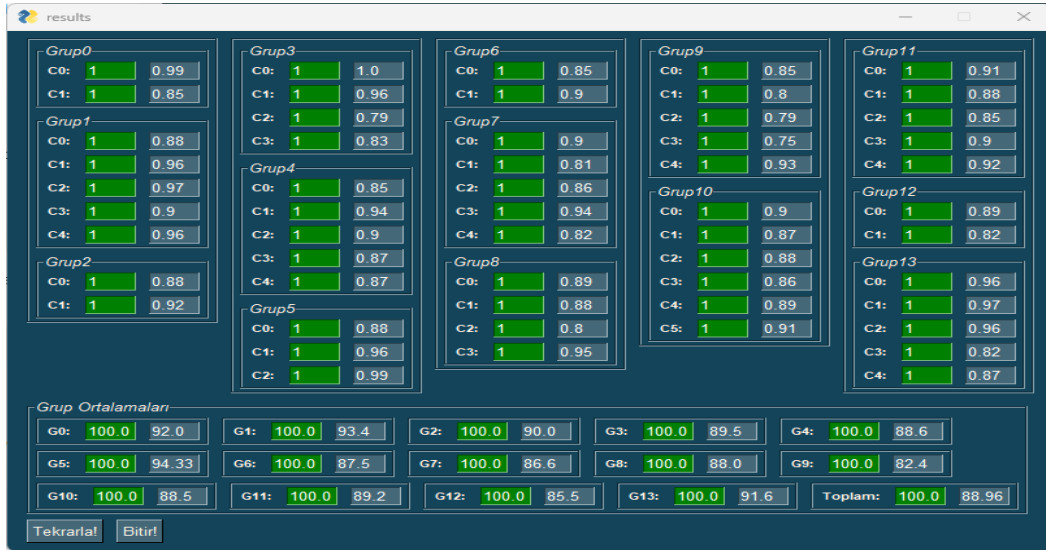 results
Grup0
C0: 1 0.99
C1: 1 0.85
Grup1
C0: 1 0.88
C1: 1 0.96
C2: 1 0.97
C3: 1 0.9
C4: 1 0.96
Grup2
C0: 1 0.88
C1: 1 0.92
Grup3
C0: 1 1.0
C1: 1 0.96
C2: 1 0.79
C3: 1 0.83
Grup4
C0: 1 0.85
C1: 1 0.94
C2: 1 0.9
C3: 1 0.87
C4: 1 0.87
Grup5
C0: 1 0.88
C1: 1 0.96
C2: 1 0.99
Grup6
C0: 1 0.85
C1: 1 0.9
Grup7
C0: 1 0.9
C1: 1 0.81
C2: 1 0.86
C3: 1 0.94
C4: 1 0.82
Grup8
C0: 1 0.89
C1: 1 0.88
C2: 1 0.8
C3: 1 0.95
Grup9
C0: 1 0.85
C1: 1 0.8
C2: 1 0.79
C3: 1 0.75
C4: 1 0.93
Grup10
C0: 1 0.9
C1: 1 0.87
C2: 1 0.88
C3: 1 0.86
C4: 1 0.89
C5: 1 0.91
Grup11
C0: 1 0.91
C1: 1 0.88
C2: 1 0.85
C3: 1 0.9
C4: 1 0.92
Grup12
C0: 1 0.89
C1: 1 0.82
Grup13
C0: 1 0.96
C1: 1 0.97
C2: 1 0.96
C3: 1 0.82
C4: 1 0.87
Grup Ortalamaları
G0: 100.0 92.0 G1: 100.0 93.4 G2: 100.0 90.0 G3: 100.0 89.5 G4: 100.0 88.6
G5: 100.0 94.33 G6: 100.0 87.5 G7: 100.0 86.6 G8: 100.0 88.0 G9: 100.0 82.4
G10: 100.0 88.5 G11: 100.0 89.2 G12: 100.0 85.5 G13: 100.0 91.6 Toplam: 100.0 88.96
Tekrarla! Bitir!